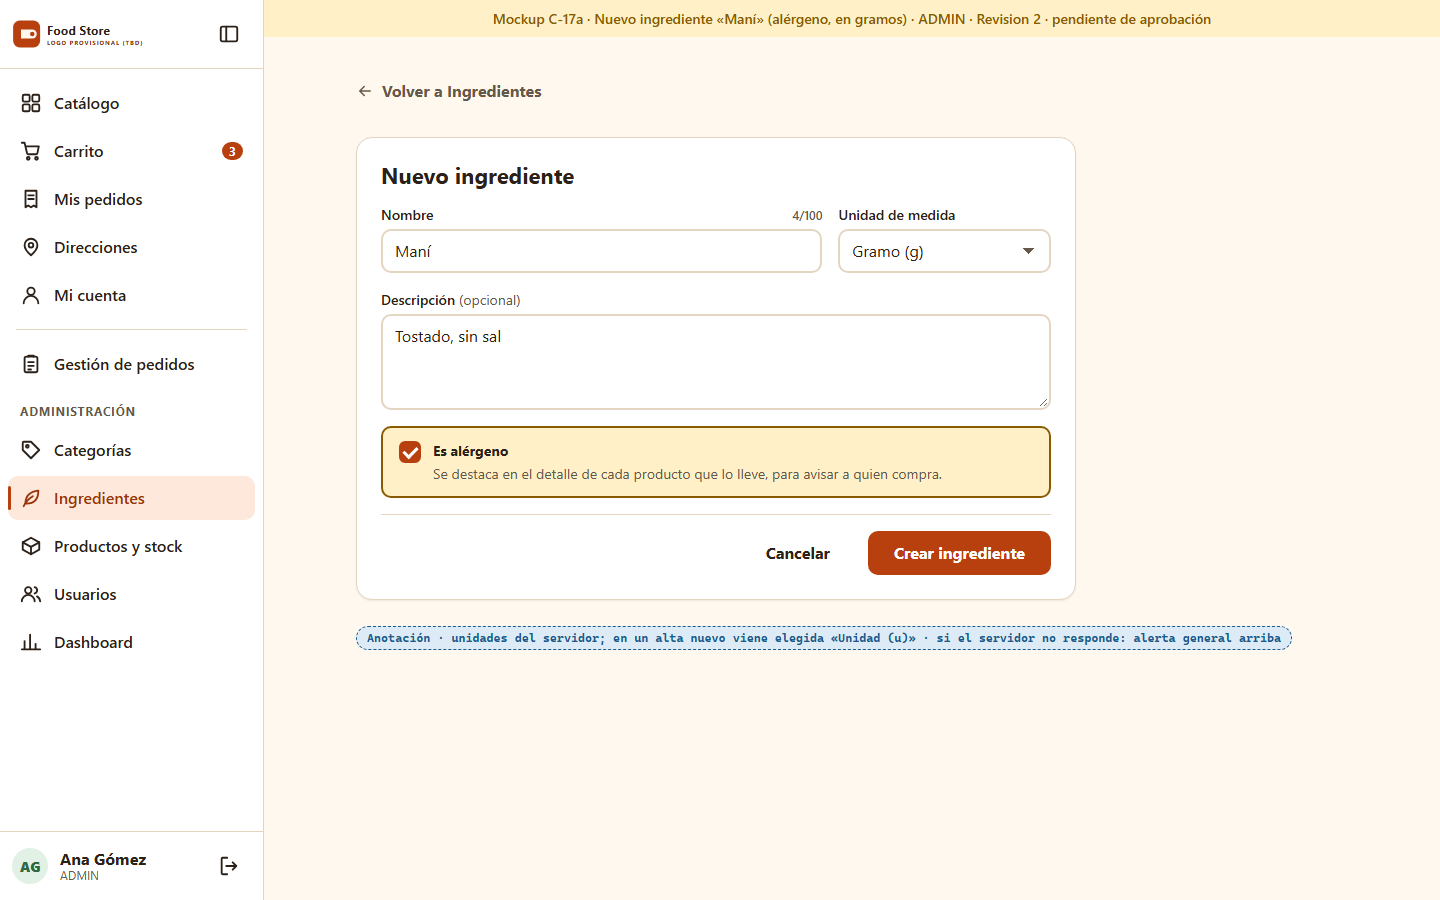 Food Store
LOGO PROVISIONAL (TBD)
Catálogo
Carrito
3
Mis pedidos
Direcciones
Mi cuenta
Gestión de pedidos
ADMINISTRACIÓN
Categorías
Ingredientes
Productos y stock
Usuarios
Dashboard
AG
Ana Gómez
ADMIN
Mockup C-17a · Nuevo ingrediente «Maní» (alérgeno, en gramos) · ADMIN · Revision 2 · pendiente de aprobación
Volver a Ingredientes
Nuevo ingrediente
Nombre
4/100
Unidad de medida
Maní
Gramo (g)
Descripción (opcional)
Tostado, sin sal
Es alérgeno
Se destaca en el detalle de cada producto que lo lleve, para avisar a quien compra.
Cancelar
Crear ingrediente
Anotación · unidades del servidor; en un alta nuevo viene elegida «Unidad (u)» · si el servidor no responde: alerta general arriba